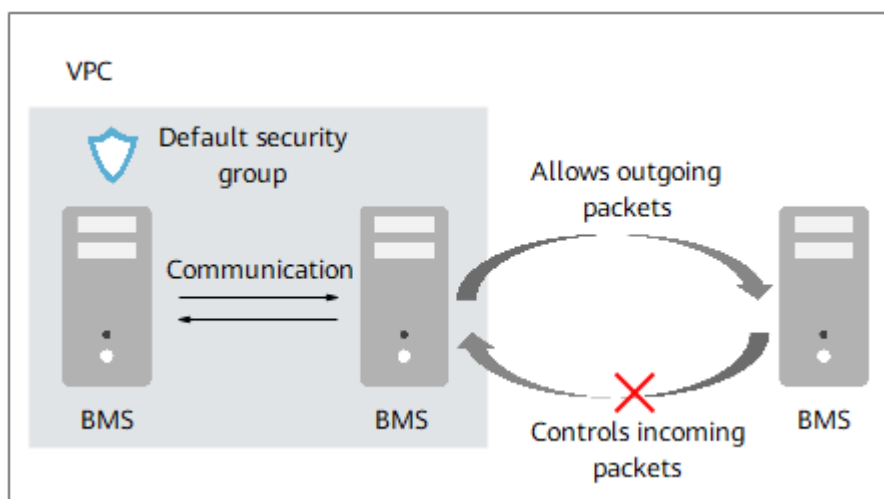 VPC
Default security
group
Allows outgoing
packets
Communication
BMS
BMS
BMS
Controls incoming
packets